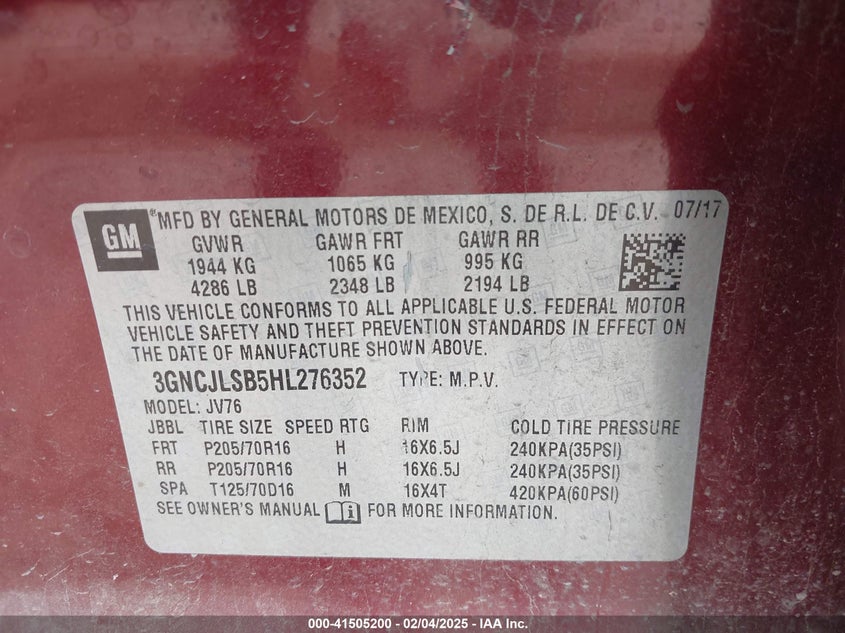 GM
®MFD BY GENERAL MOTORS DE MEXICO, S. DE R.L. DE C.V. 07/17
GVWR GAWR FRT GAWR RR
1944 KG 1065 KG 995 KG
4286 LB 2348 LB 2194 LB
THIS VEHICLE CONFORMS TO ALL APPLICABLE U.S. FEDERAL MOTOR
VEHICLE SAFETY AND THEFT PREVENTION STANDARDS IN EFFECT ON
THE DATE OF MANUFACTURE SHOWN ABOVE.
3GNCJLSB5HL276352 TYPE: M.P.V.
MODEL: JV76
JBBL TIRE SIZE SPEED RTG RIM COLD TIRE PRESSURE
FRT P205/70R16 H 16X6.5J 240KPA(35PSI)
RR P205/70R16 H 16X6.5J 240KPA(35PSI)
SPA T125/70D16 M 16X4T 420KPA(60PSI)
SEE OWNER'S MANUAL i FOR MORE INFORMATION.
000-41505200 - 02/04/2025 - IAA Inc.